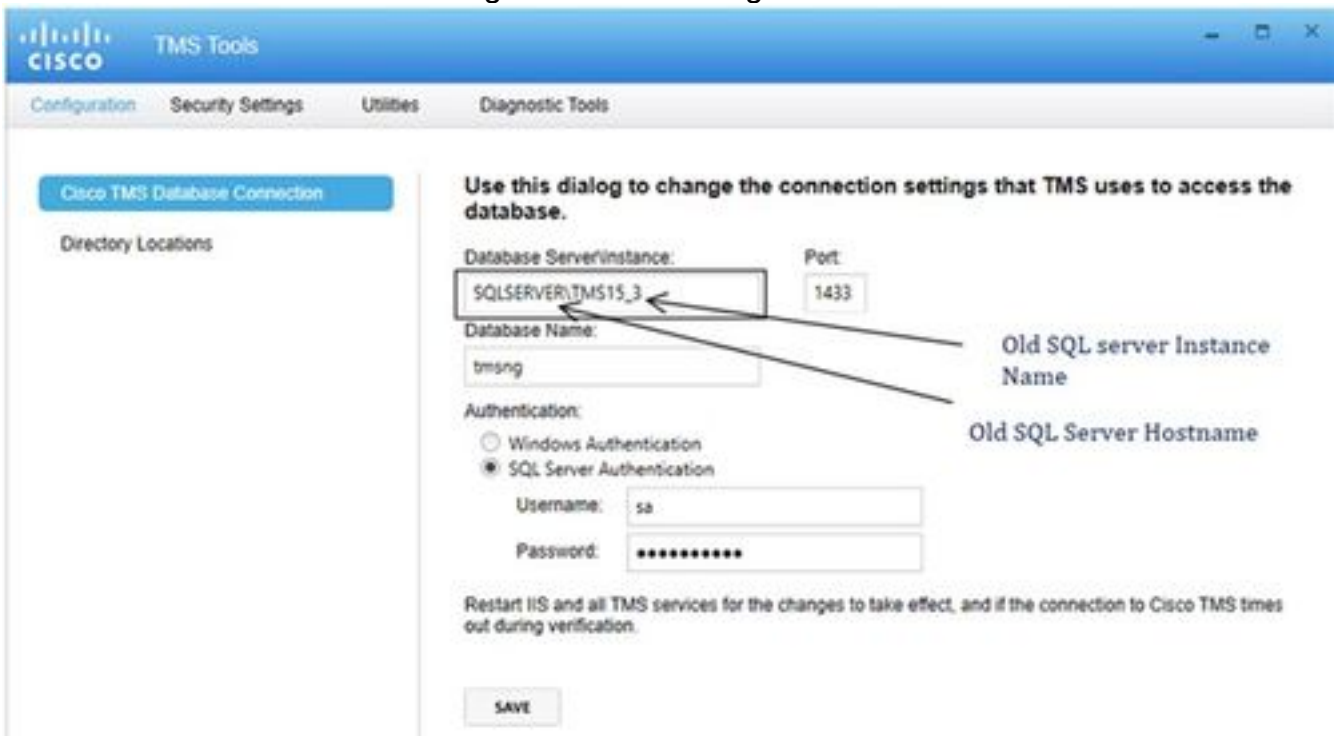 CISCO
TMS Tools
Configuration Security Settings Utilities Diagnostic Tools
Cisco TMS Database Connection
Directory Locations
Use this dialog to change the connection settings that TMS uses to access the
database.
Database Server\Instance: Port:
SQLSERVER\TMS15_3 1433
Database Name:
tmsng
Authentication:
Windows Authentication
SQL Server Authentication
Username: sa
Password: ●●●●●●●●●●
Restart IIS and all TMS services for the changes to take effect, and if the connection to Cisco TMS times
out during verification.
SAVE
Old SQL server Instance
Name
Old SQL Server Hostname